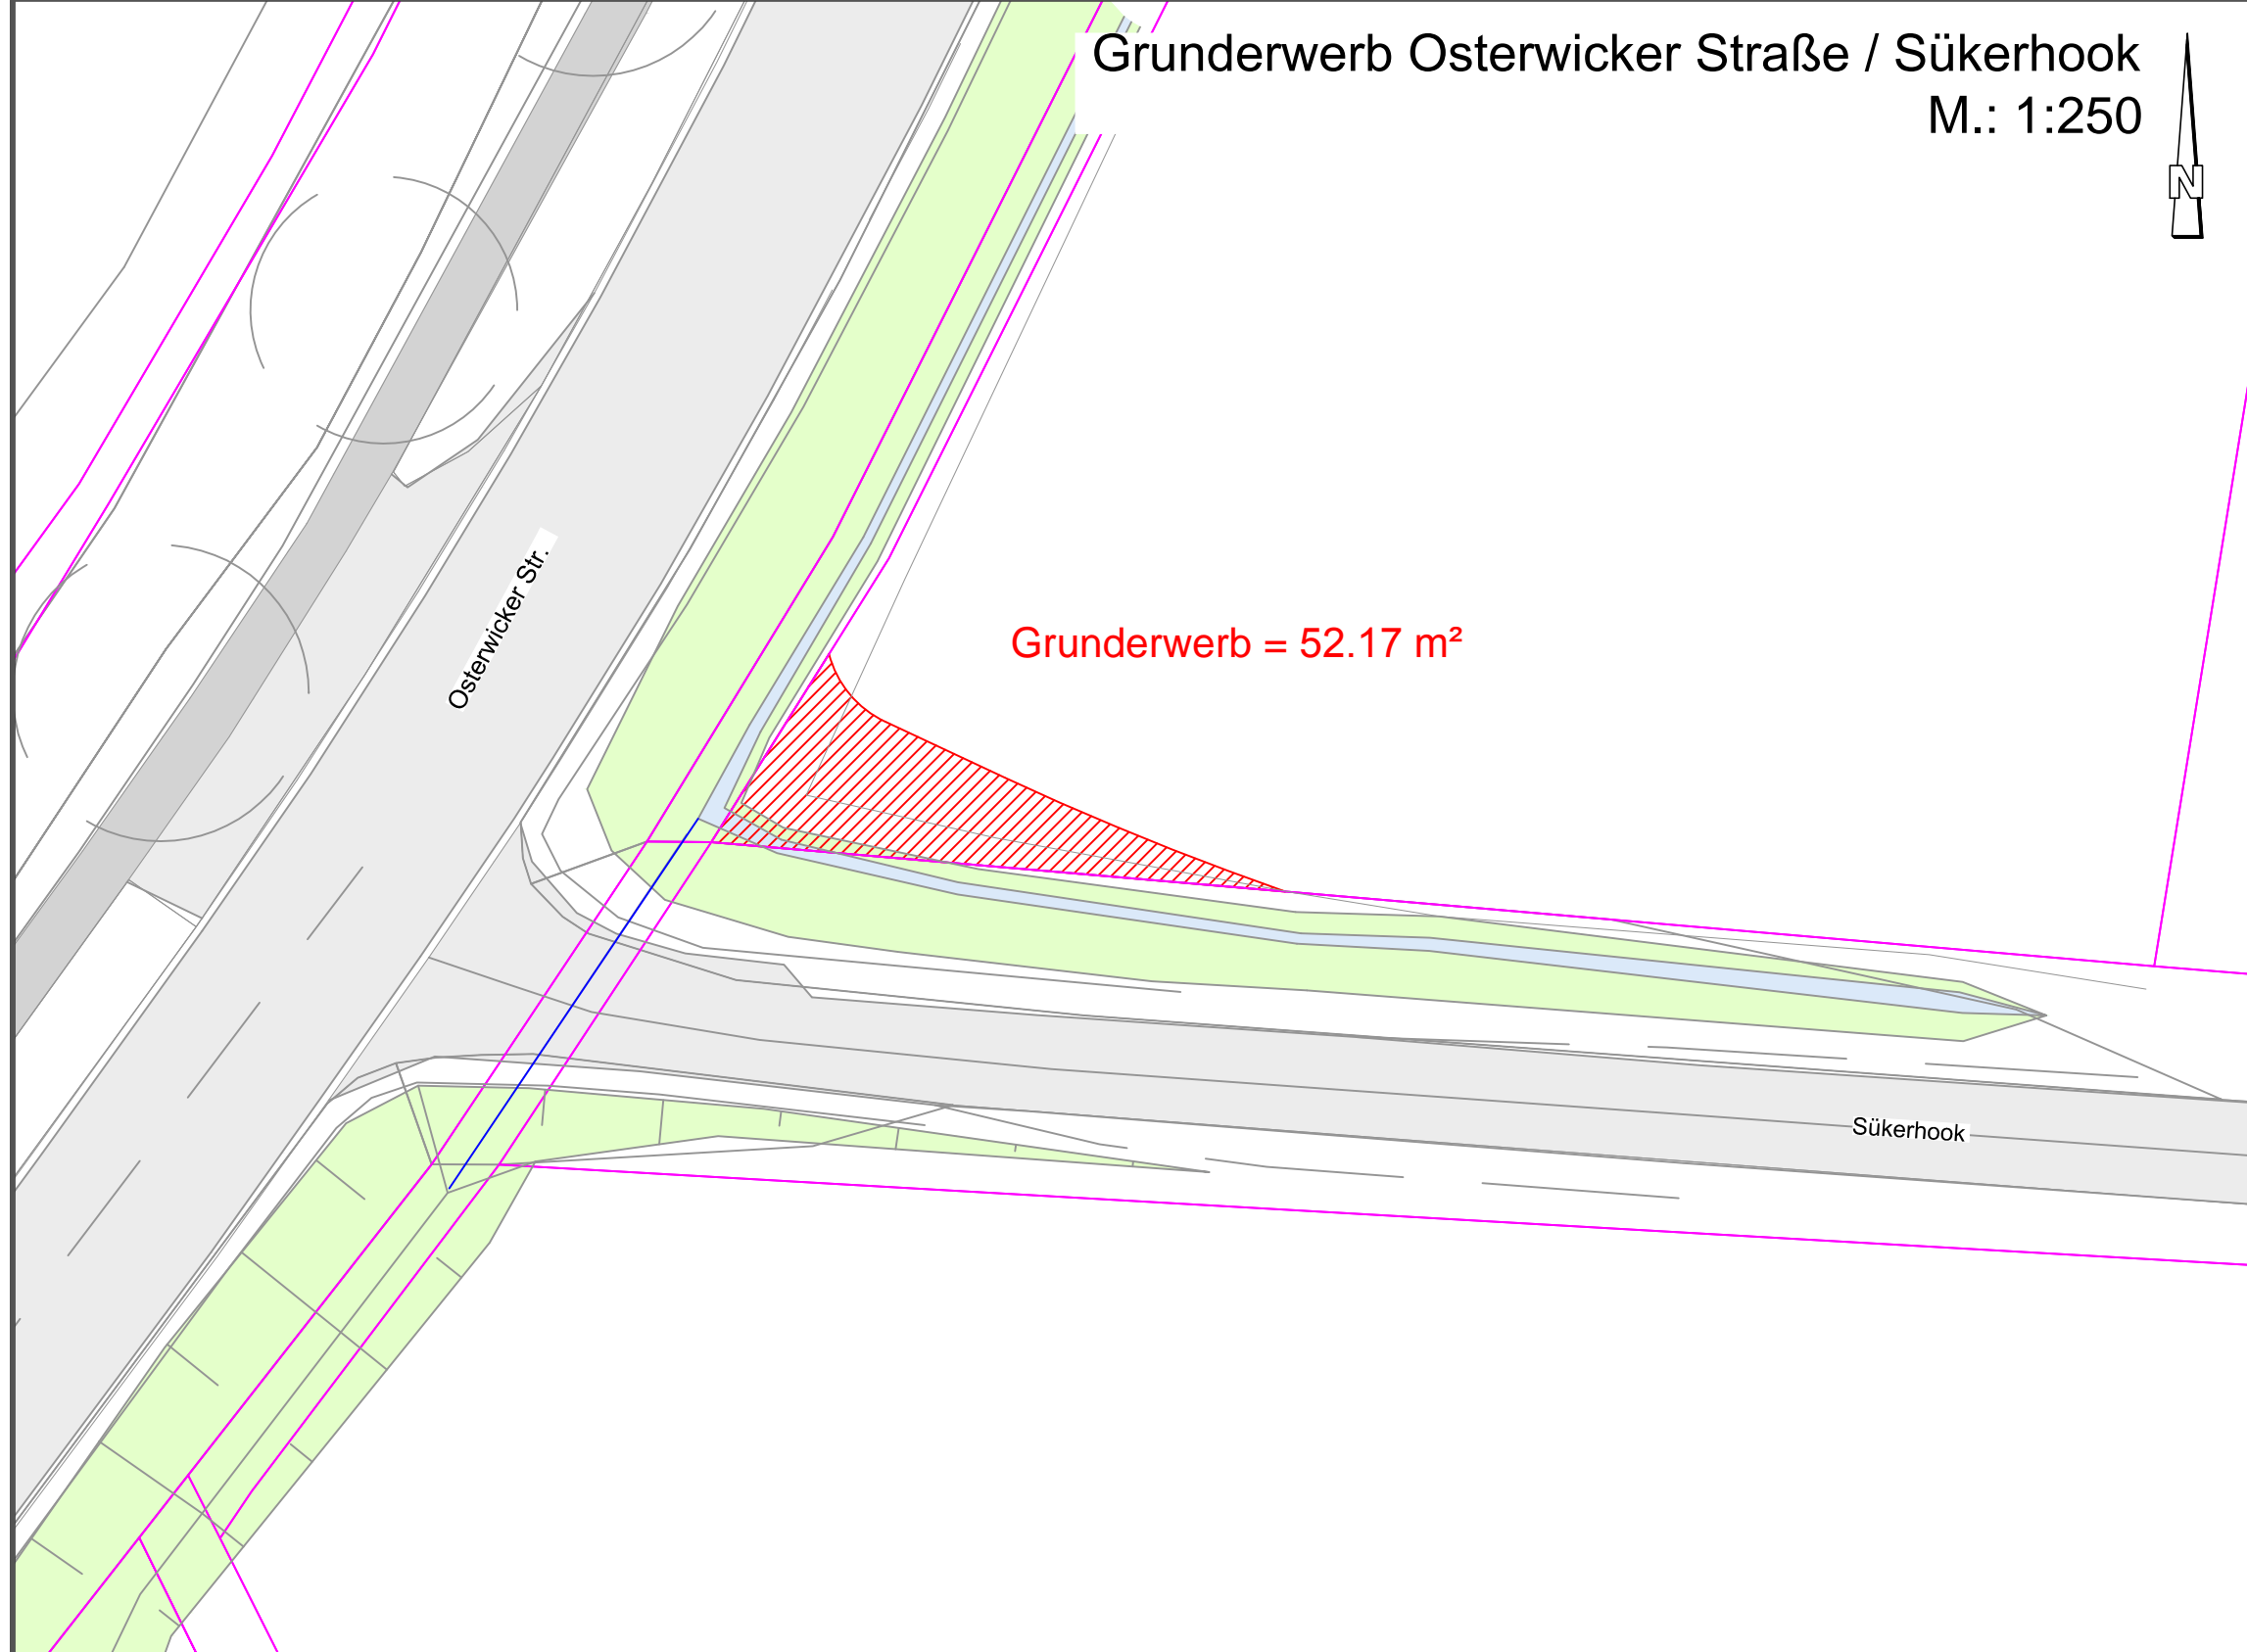 Grunderwerb Osterwicker Straße / Sükerhook
M.: 1:250
N
Osterwicker Str.
Grunderwerb = 52.17 m²
Sükerhook